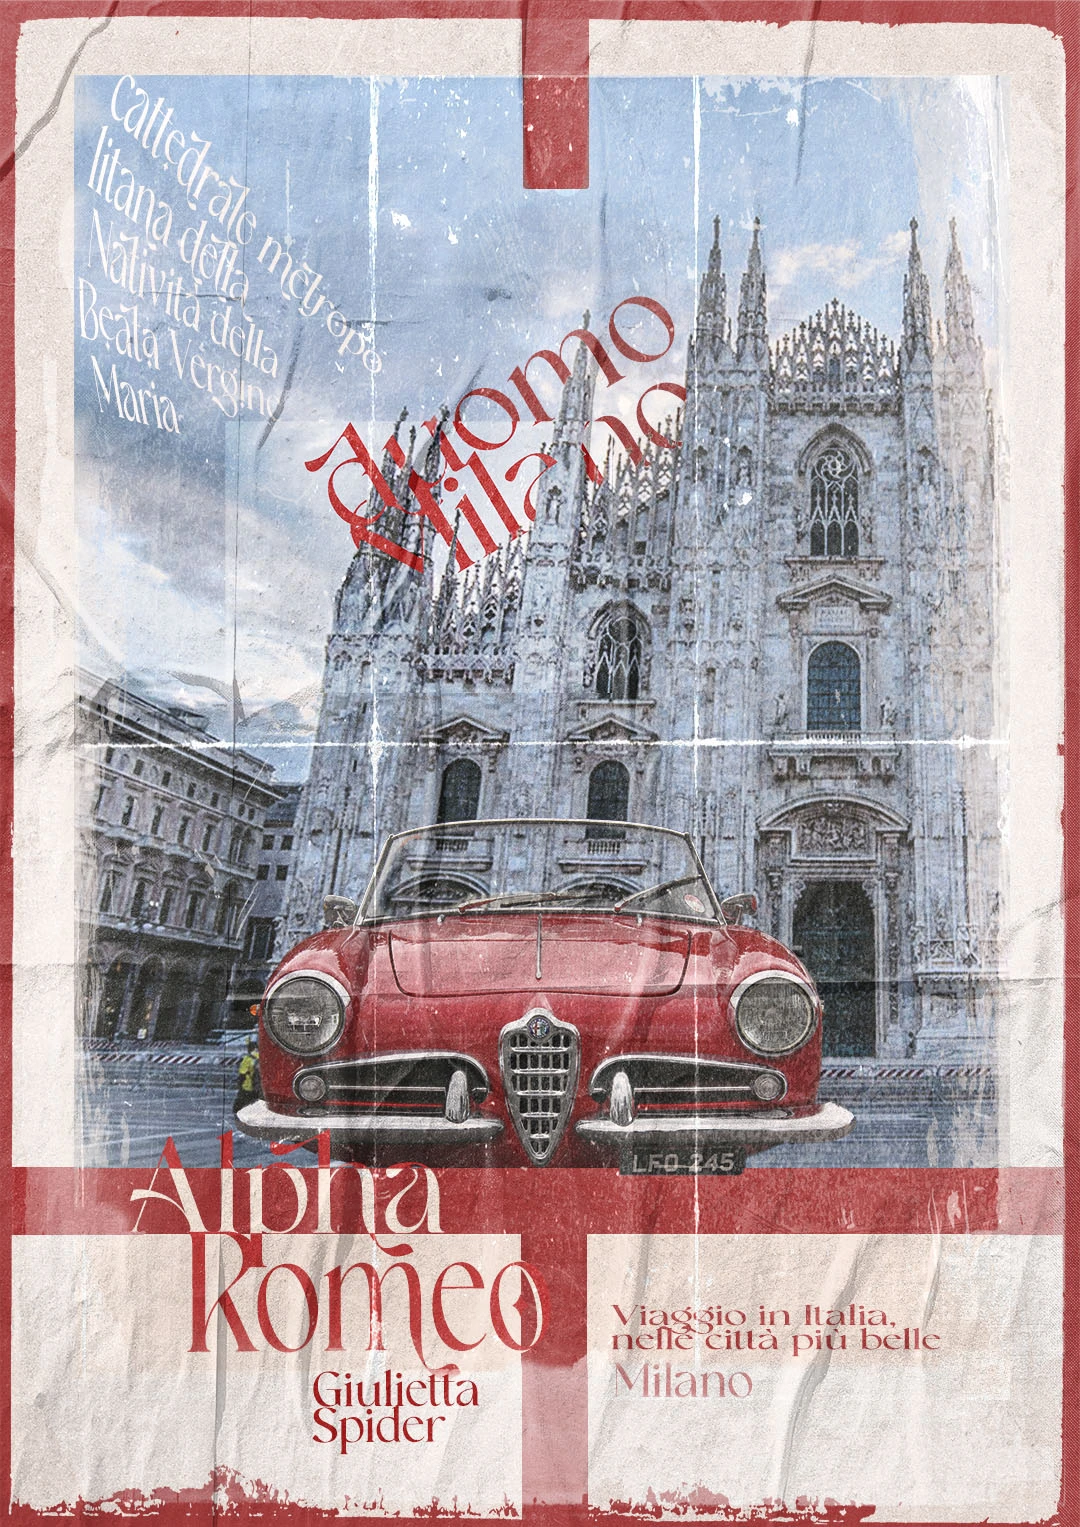 cattedrale metropo
litana della
Natività della
Beata Vergine
Maria
duomo
Milano
Alpha
Romeo
Giulietta
Spider
Viaggio in Italia,
nelle città più belle
Milano
LFO 245